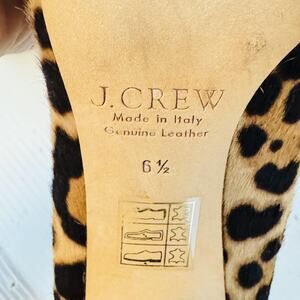 J.CREW
Made in Italy
Genuine Leather
6 ½